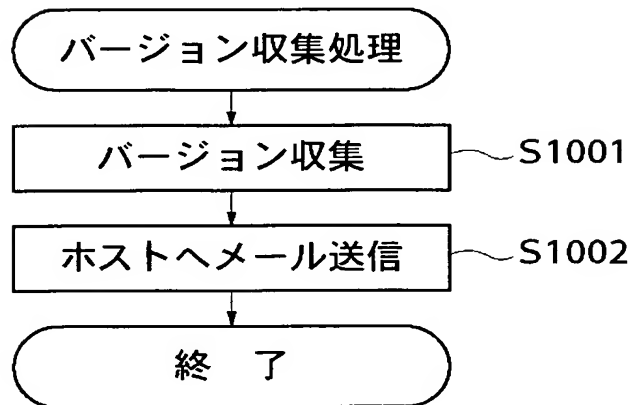 バージョン収集処理
バージョン収集
S1001
ホストへメール送信
S1002
終 了